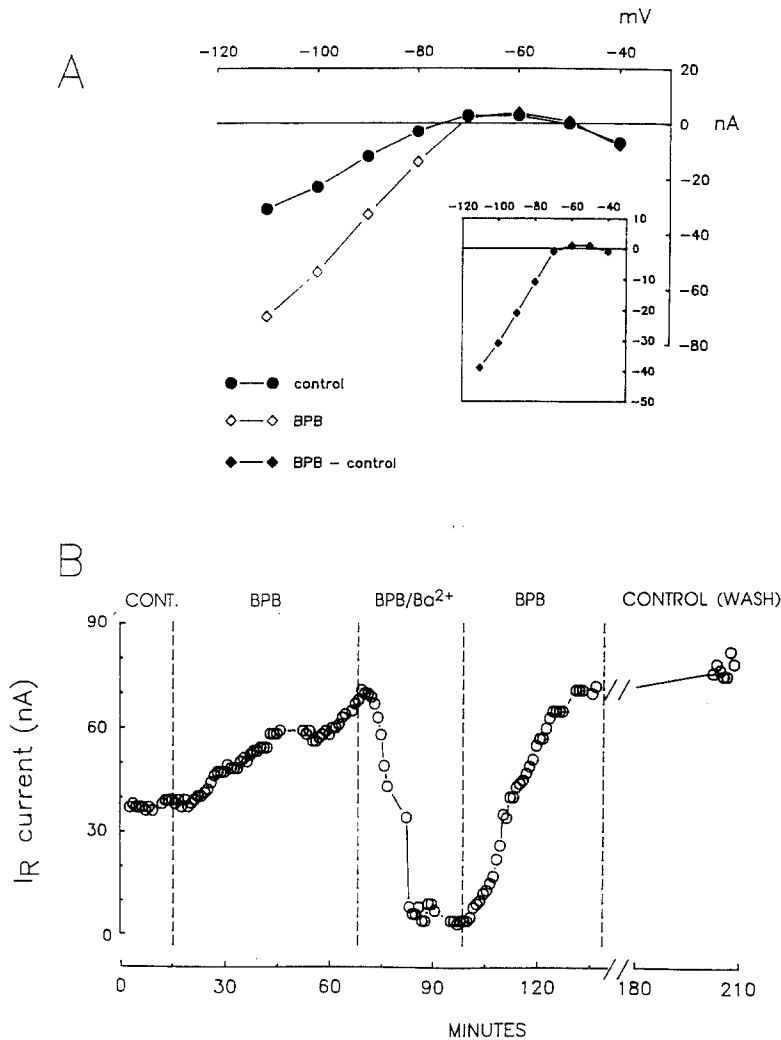 mV
A
−120 −100 −80 −60 −40
20
0 nA
−20
−40
−60
−80
−120 −100 −80 −60 −40
10
0
−10
−20
−30
−40
−50
control
BPB
BPB − control
B
CONT. BPB BPB/Ba2+ BPB CONTROL (WASH)
90
60
30
0
IR current (nA)
0 30 60 90 120 180 210
MINUTES